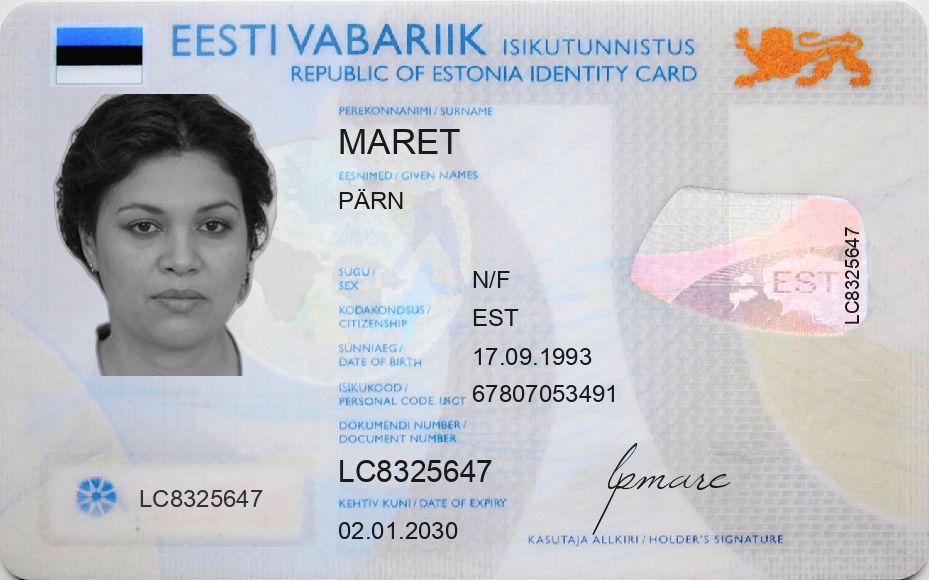 EESTI VABARIIK ISIKUTUNNISTUS
REPUBLIC OF ESTONIA IDENTITY CARD
PEREKONNANIMI / SURNAME
MARET
EESNIMED / GIVEN NAMES
PÄRN
SUGU / SEX
N/F
KODAKONDSUS / CITIZENSHIP
EST
SÜNNIAEG / DATE OF BIRTH
17.09.1993
ISIKUKOOD / PERSONAL CODE
67807053491
DOKUMENDI NUMBER / DOCUMENT NUMBER
LC8325647
KEHTIV KUNI / DATE OF EXPIRY
02.01.2030
LC8325647
EST
LC8325647
lpmare
KASUTAJA ALLKIRI / HOLDER'S SIGNATURE